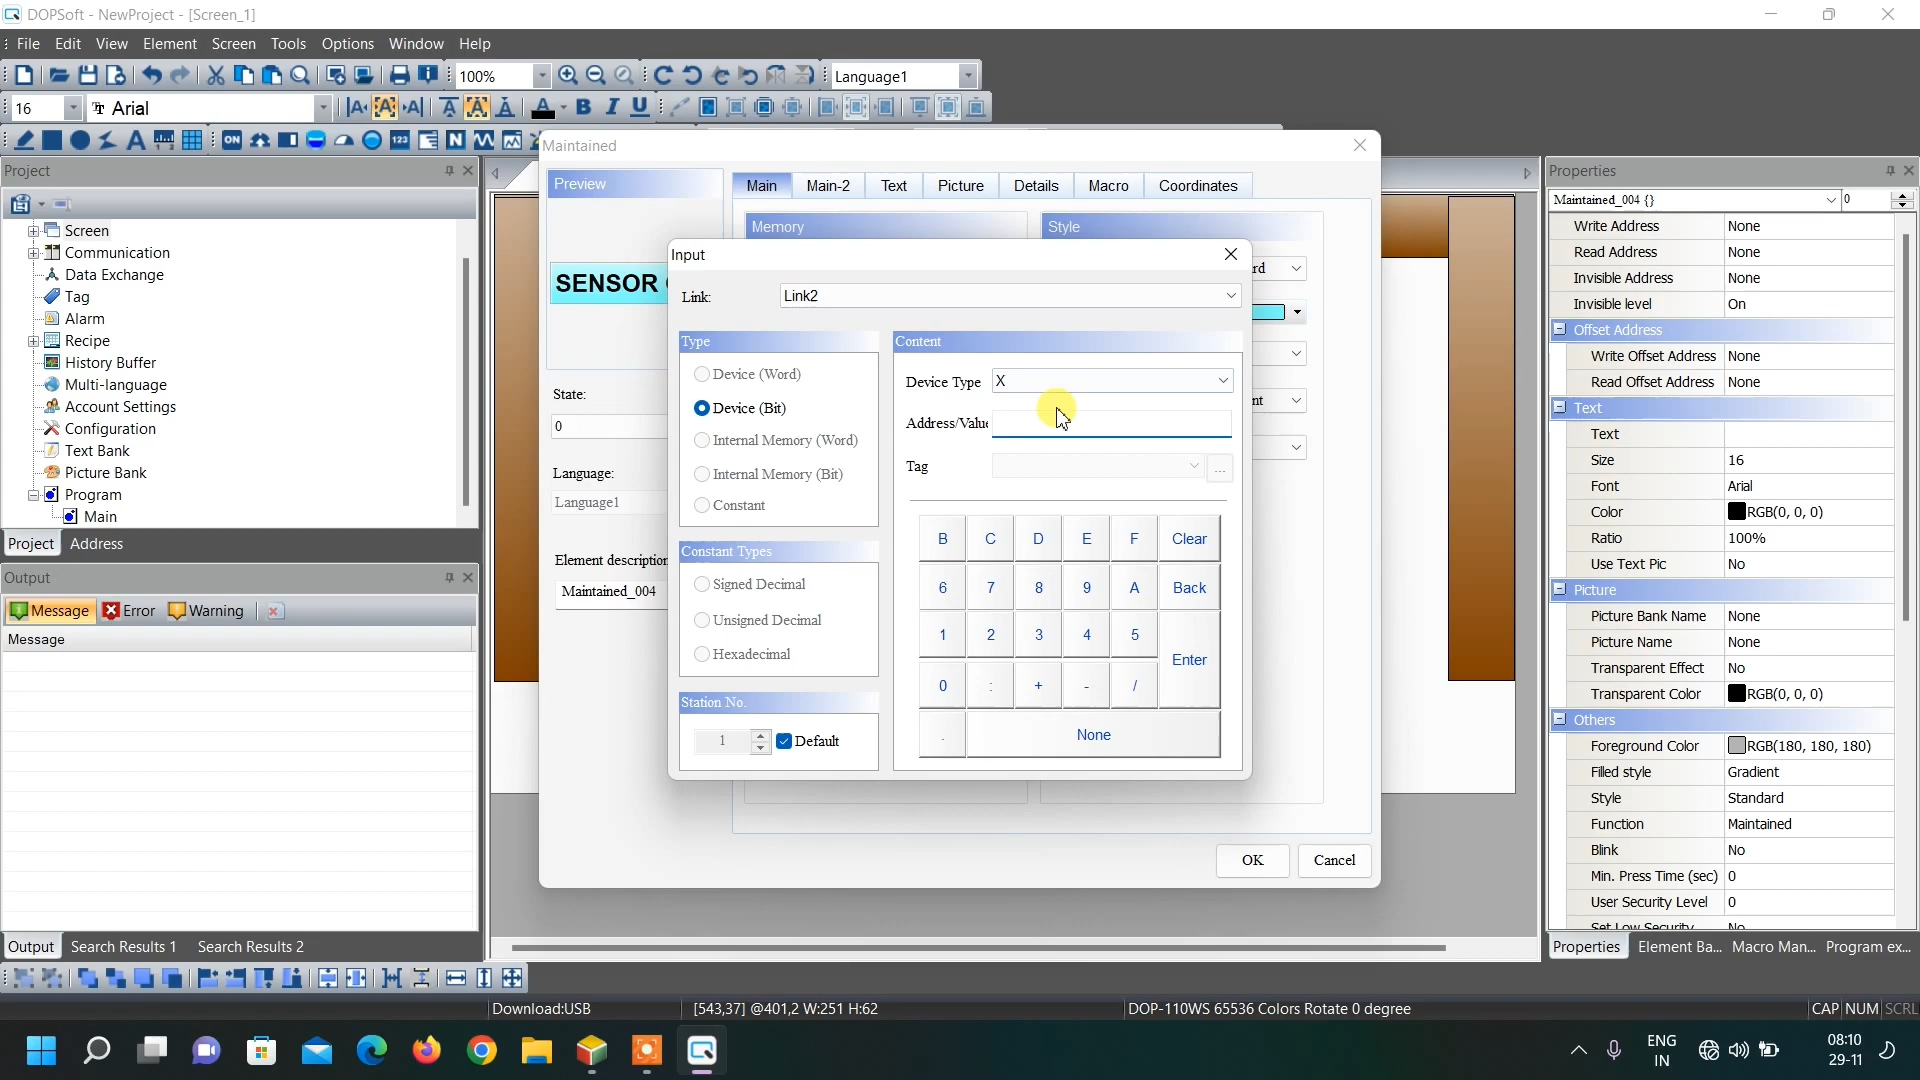 DOPSoft - NewProject - [Screen_1]
File Edit View Element Screen Tools Options Window Help
100% Language1
16 Arial
Project
Screen
Communication
Data Exchange
Tag
Alarm
Recipe
History Buffer
Multi-language
Account Settings
Configuration
Text Bank
Picture Bank
Program
Main
Project Address
Output
Message Error Warning
Message
Output Search Results 1 Search Results 2
Maintained
Preview
SENSOR
State:
0
Language:
Language1
Element description
Maintained_004
Main Main-2 Text Picture Details Macro Coordinates
Memory Style
Input
Link: Link2
Type
Device (Word)
Device (Bit)
Internal Memory (Word)
Internal Memory (Bit)
Constant
Constant Types
Signed Decimal
Unsigned Decimal
Hexadecimal
Station No.
1 Default
Content
Device Type X
Address/Value
Tag ...
B C D E F Clear
6 7 8 9 A Back
1 2 3 4 5
Enter
0 : + - /
. None
OK Cancel
Properties
Maintained_004 {} 0
Write Address None
Read Address None
Invisible Address None
Invisible level On
Offset Address
Write Offset Address None
Read Offset Address None
Text
Text
Size 16
Font Arial
Color RGB(0, 0, 0)
Ratio 100%
Use Text Pic No
Picture
Picture Bank Name None
Picture Name None
Transparent Effect No
Transparent Color RGB(0, 0, 0)
Others
Foreground Color RGB(180, 180, 180)
Filled style Gradient
Style Standard
Function Maintained
Blink No
Min. Press Time (sec) 0
User Security Level 0
Set Low Security No
Properties Element Ba... Macro Man... Program ex...
Download:USB [543,37] @401,2 W:251 H:62 DOP-110WS 65536 Colors Rotate 0 degree CAP NUM SCRL
ENG
IN
08:10
29-11